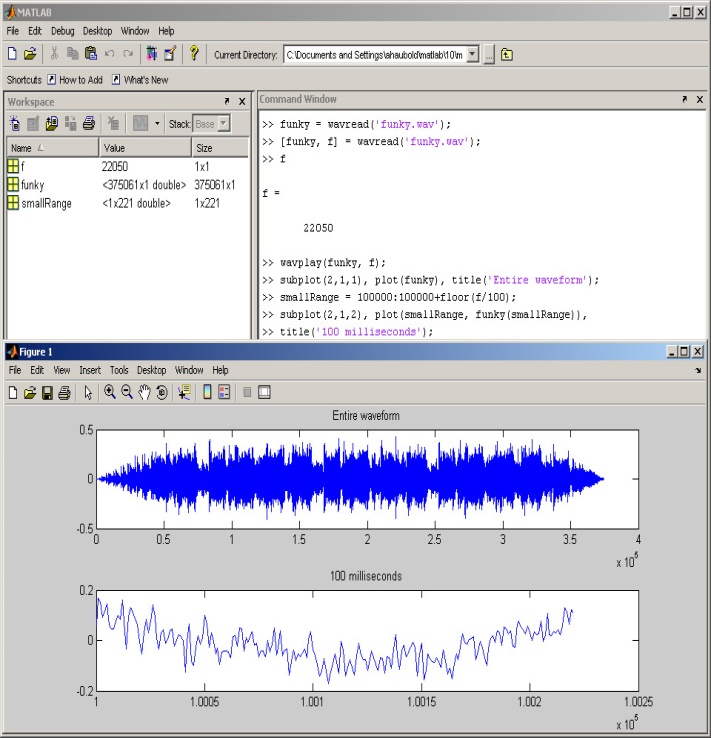 MATLAB
File Edit Debug Desktop Window Help
Current Directory: C:\Documents and Settings\ahaubold\matlab\10\m
Shortcuts How to Add What's New
Workspace
Stack: Base
Name Value Size
f 22050 1x1
funky <375061x1 double> 375061x1
smallRange <1x221 double> 1x221
Command Window
>> funky = wavread('funky.wav');
>> [funky, f] = wavread('funky.wav');
>> f
f =
22050
>> wavplay(funky, f);
>> subplot(2,1,1), plot(funky), title('Entire waveform');
>> smallRange = 100000:100000+floor(f/100);
>> subplot(2,1,2), plot(smallRange, funky(smallRange)),
>> title('100 milliseconds');
Figure 1
File Edit View Insert Tools Desktop Window Help
Entire waveform
0.5
0
-0.5
0 0.5 1 1.5 2 2.5 3 3.5 4
x 10^5
100 milliseconds
0.2
0
-0.2
1 1.0005 1.001 1.0015 1.002 1.0025
x 10^5